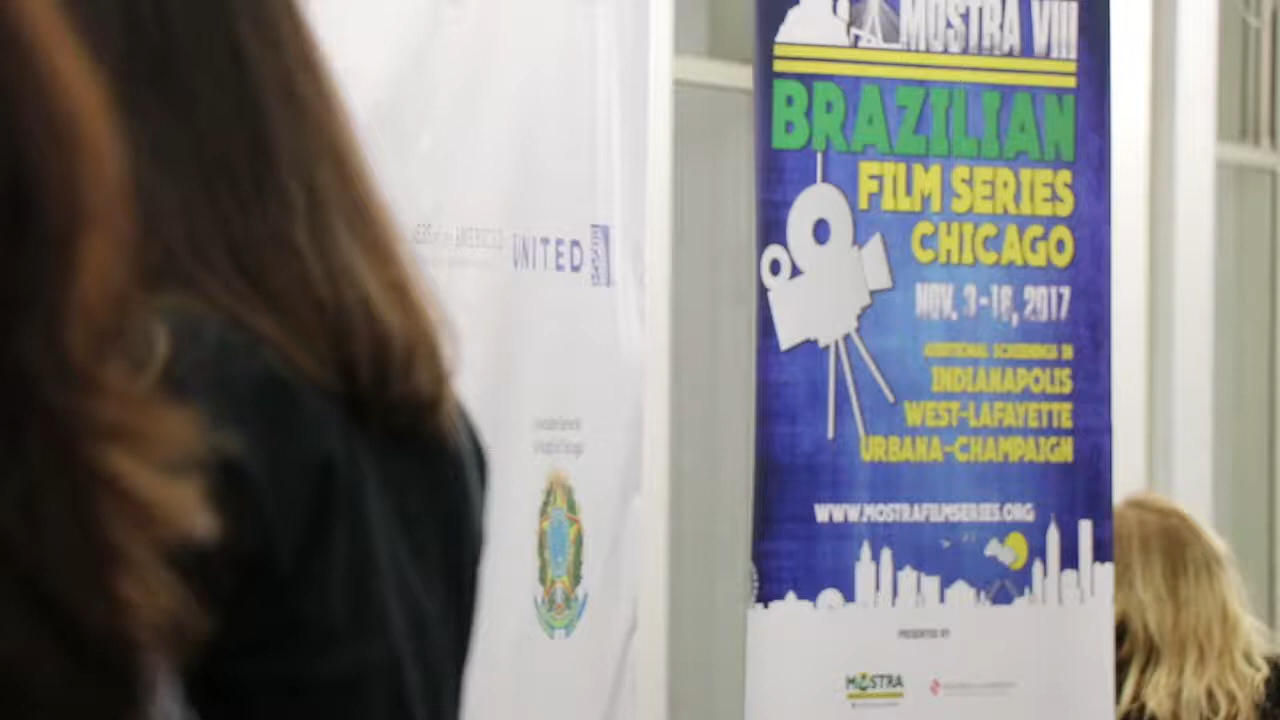 MOSTRA VIII
BRAZILIAN
FILM SERIES
CHICAGO
NOV. 3-16, 2017
ADDITIONAL SCREENINGS IN
INDIANAPOLIS
WEST-LAFAYETTE
URBANA-CHAMPAIGN
WWW.MOSTRAFILMSERIES.ORG
PRESENTED BY
MOSTRA
UNITED